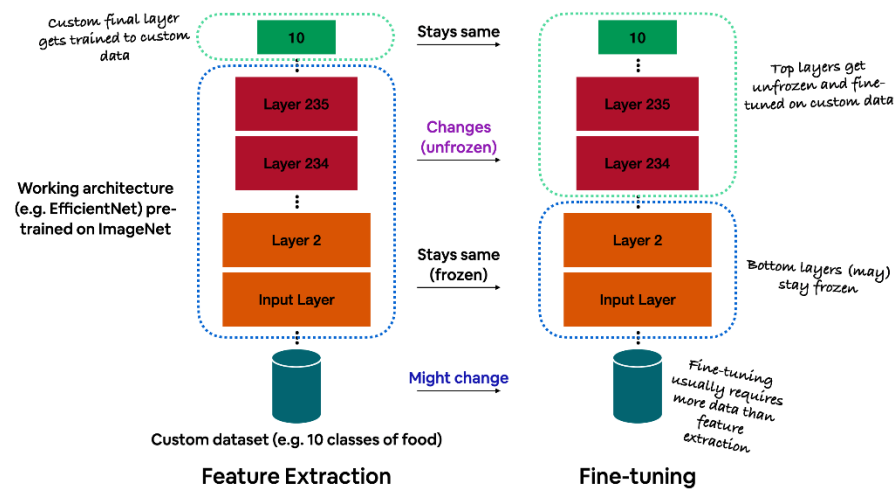 Custom final layer
gets trained to custom
data
10
Stays same
10
Top layers get
unfrozen and fine-
tuned on custom data
Layer 235
Layer 235
Changes
(unfrozen)
Layer 234
Layer 234
Working architecture
(e.g. EfficientNet) pre-
trained on ImageNet
Layer 2
Stays same
(frozen)
Layer 2
Bottom layers (may)
stay frozen
Input Layer
Input Layer
Might change
Fine-tuning
usually requires
more data than
feature
extraction
Custom dataset (e.g. 10 classes of food)
Feature Extraction
Fine-tuning